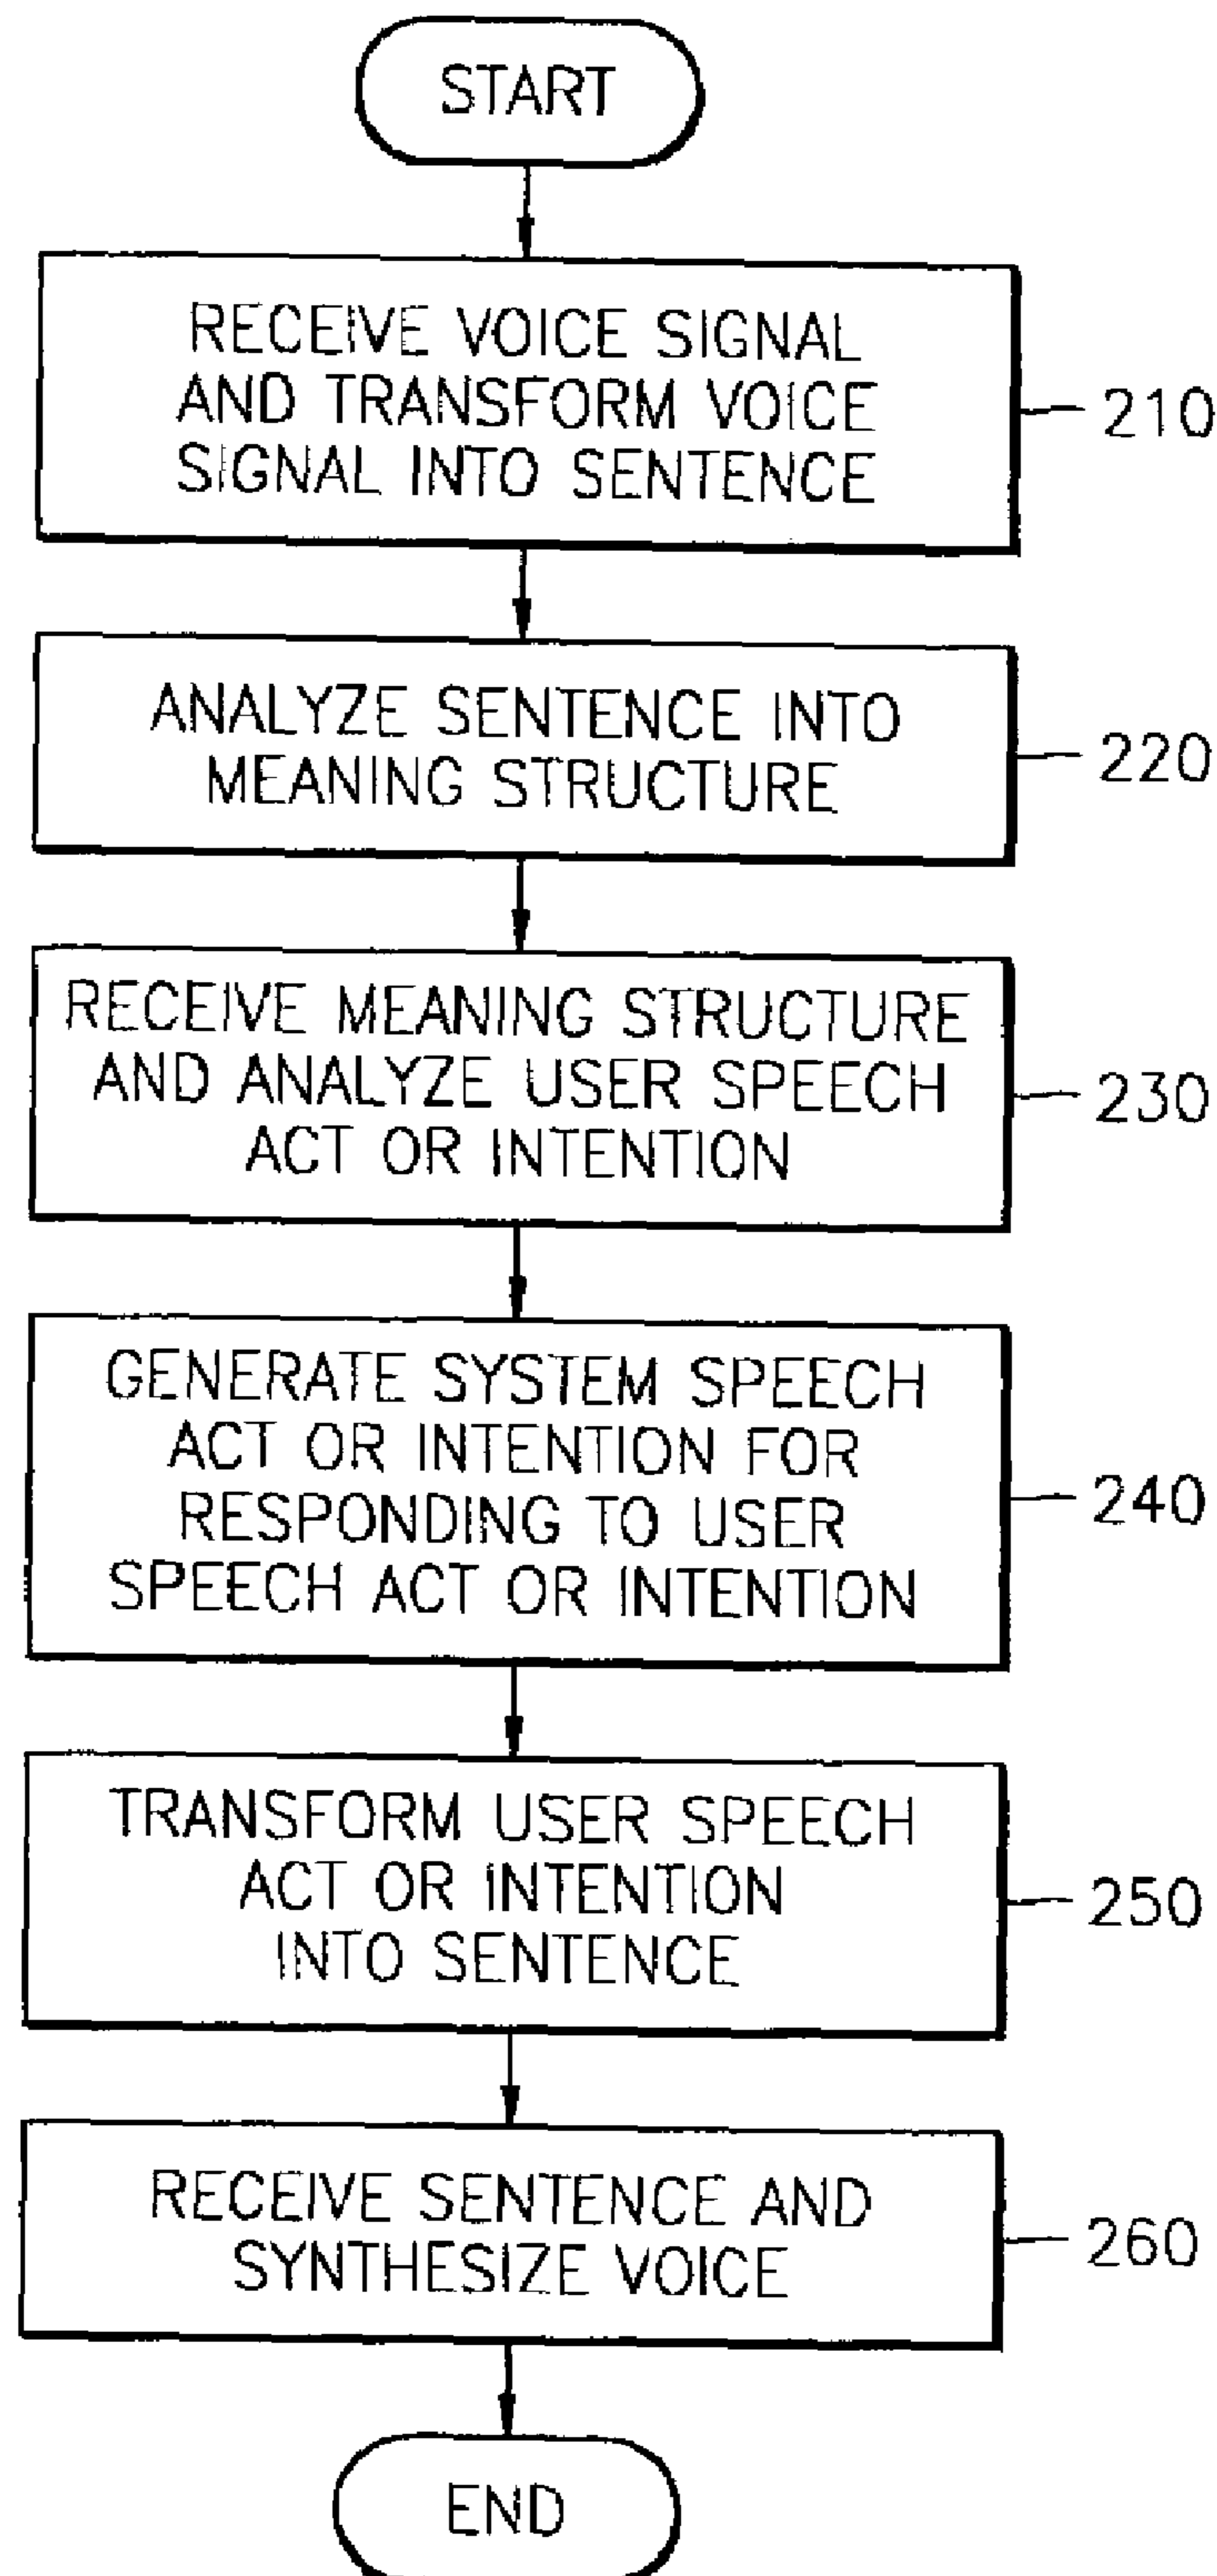 START
RECEIVE VOICE SIGNAL
AND TRANSFORM VOICE
SIGNAL INTO SENTENCE
210
ANALYZE SENTENCE INTO
MEANING STRUCTURE
220
RECEIVE MEANING STRUCTURE
AND ANALYZE USER SPEECH
ACT OR INTENTION
230
GENERATE SYSTEM SPEECH
ACT OR INTENTION FOR
RESPONDING TO USER
SPEECH ACT OR INTENTION
240
TRANSFORM USER SPEECH
ACT OR INTENTION
INTO SENTENCE
250
RECEIVE SENTENCE AND
SYNTHESIZE VOICE
260
END